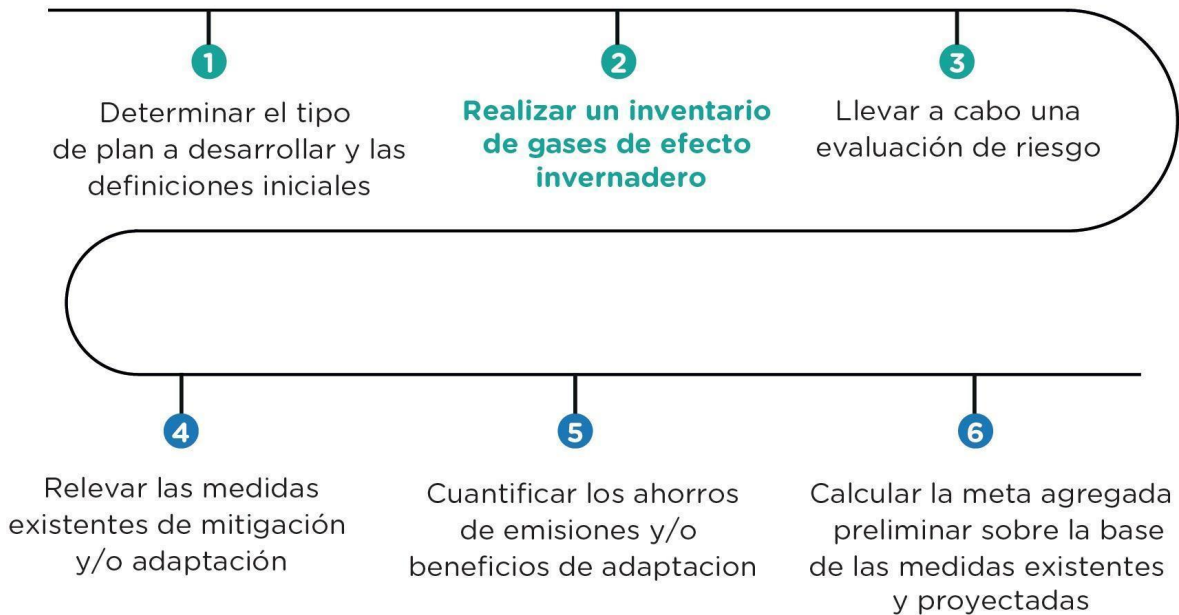 1
Determinar el tipo
de plan a desarrollar y las
definiciones iniciales
2
Realizar un inventario
de gases de efecto
invernadero
3
Llevar a cabo una
evaluación de riesgo
4
Relevar las medidas
existentes de mitigación
y/o adaptación
5
Cuantificar los ahorros
de emisiones y/o
beneficios de adaptacion
6
Calcular la meta agregada
preliminar sobre la base
de las medidas existentes
y proyectadas